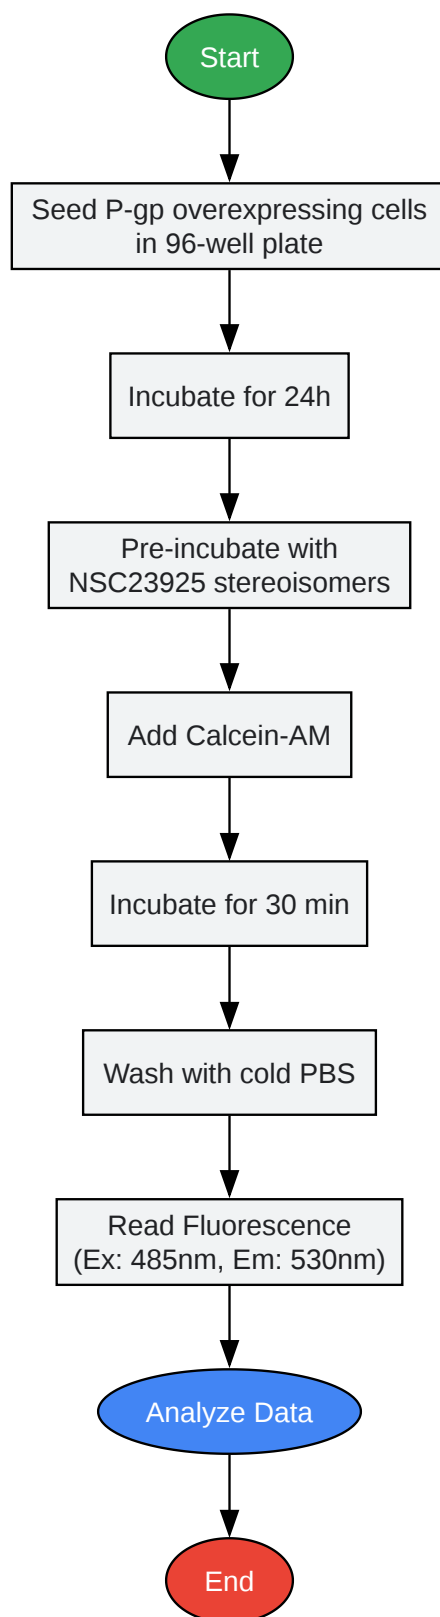 Start
Seed P-gp overexpressing cells
in 96-well plate
Incubate for 24h
Pre-incubate with
NSC23925 stereoisomers
Add Calcein-AM
Incubate for 30 min
Wash with cold PBS
Read Fluorescence
(Ex: 485nm, Em: 530nm)
Analyze Data
End